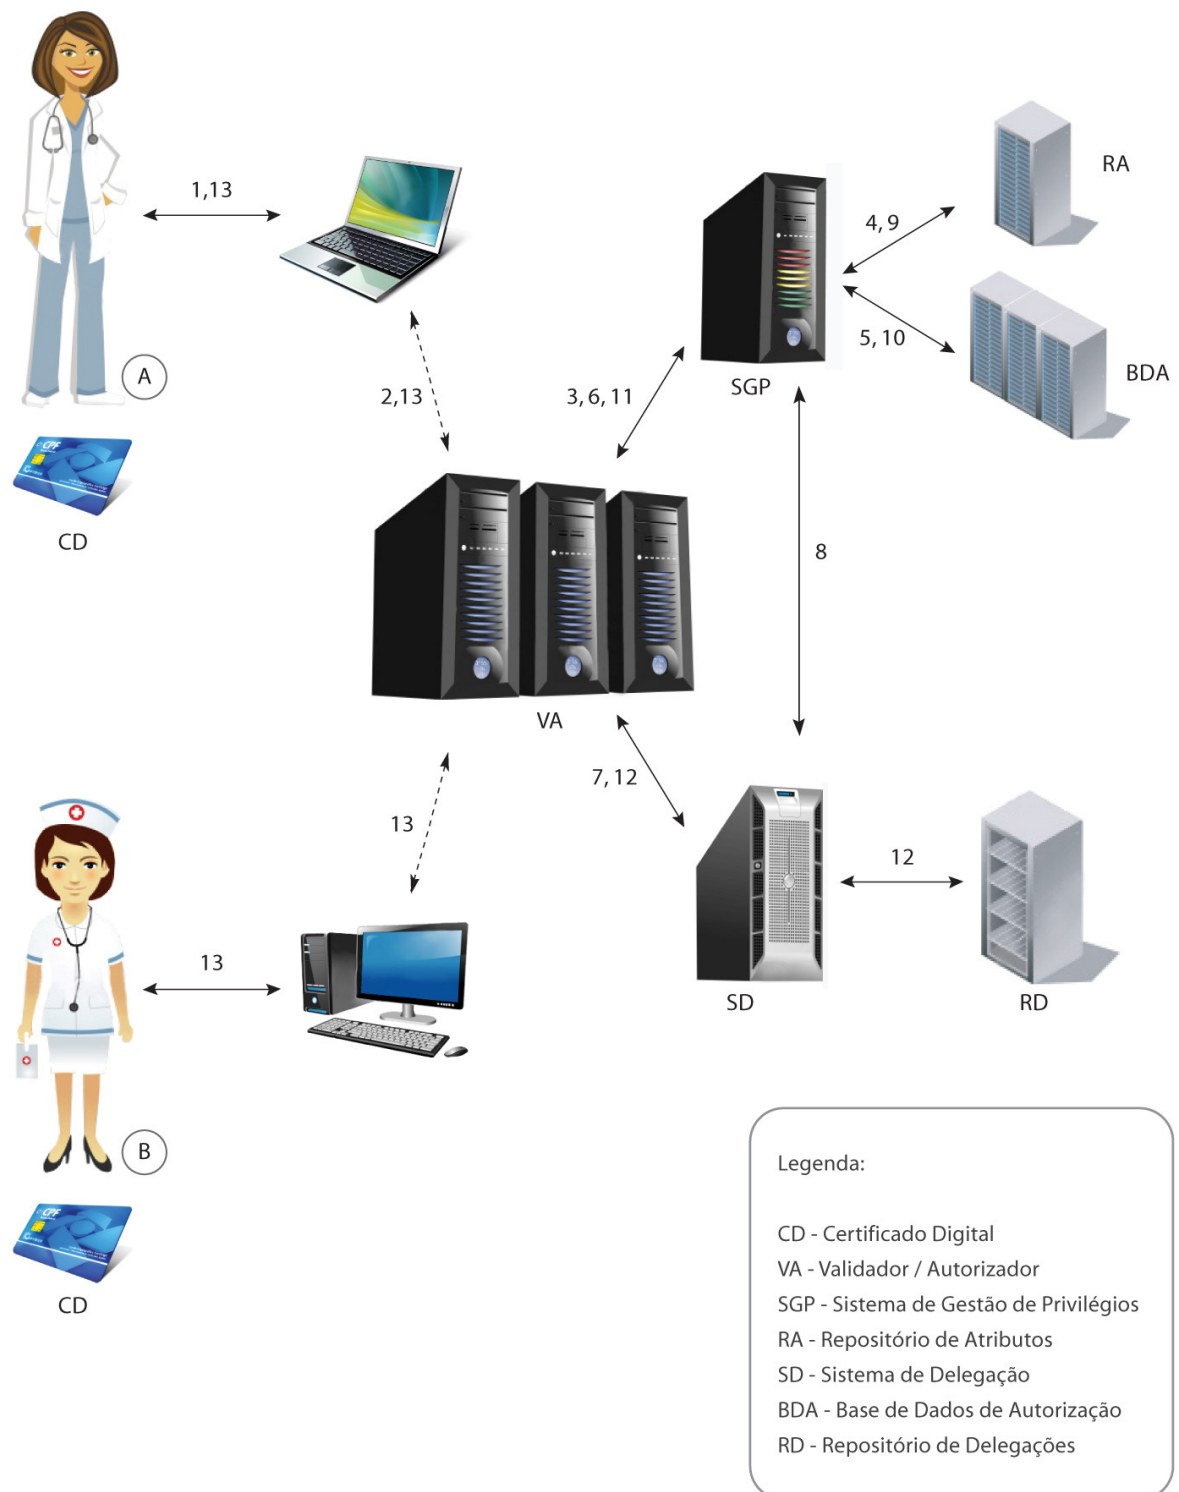 1,13
RA
4, 9
A
2,13
3, 6, 11
SGP
5, 10
BDA
CPF
CD
8
VA
7, 12
13
12
13
SD
RD
B
CPF
CD
Legenda:
CD - Certificado Digital
VA - Validador / Autorizador
SGP - Sistema de Gestão de Privilégios
RA - Repositório de Atributos
SD - Sistema de Delegação
BDA - Base de Dados de Autorização
RD - Repositório de Delegações